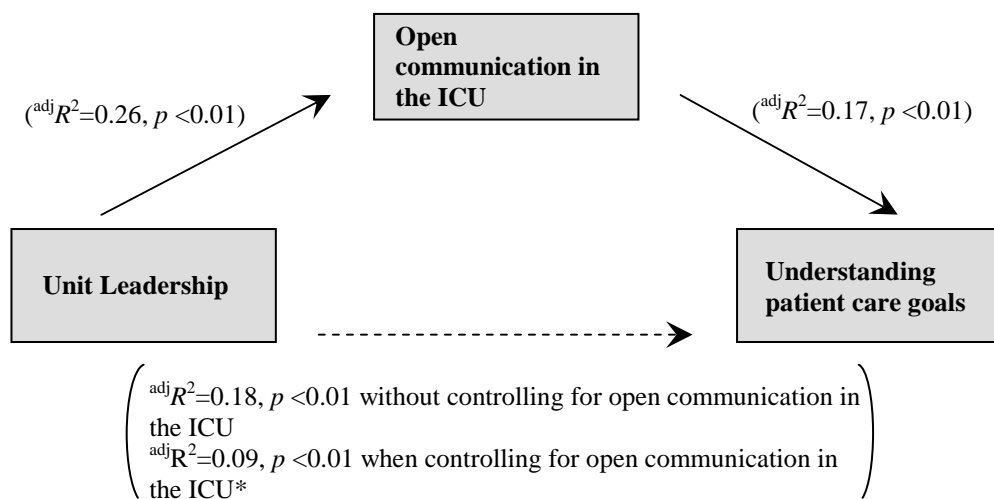 Open
communication in
the ICU
(adjR²=0.26, p <0.01)
(adjR²=0.17, p <0.01)
Unit Leadership
Understanding
patient care goals
adjR²=0.18, p <0.01 without controlling for open communication in
the ICU
adjR²=0.09, p <0.01 when controlling for open communication in
the ICU*